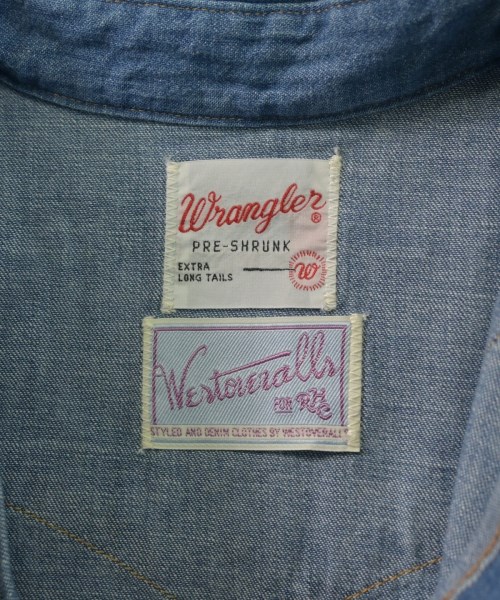 Wrangler®
PRE-SHRUNK
EXTRA
LONG TAILS
W
Westoveralls
FOR RHC
STYLED AND DENIM CLOTHES BY WESTOVERALLS